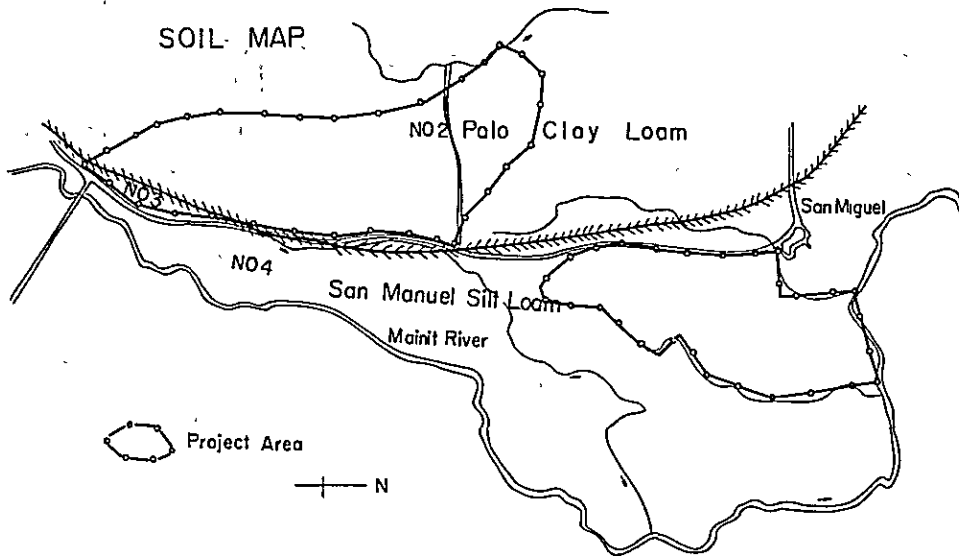 SOIL MAP
NO2 Palo Clay Loam
NO3
San Miguel
NO4
San Manuel Silt Loam
Mainit River
Project Area
N